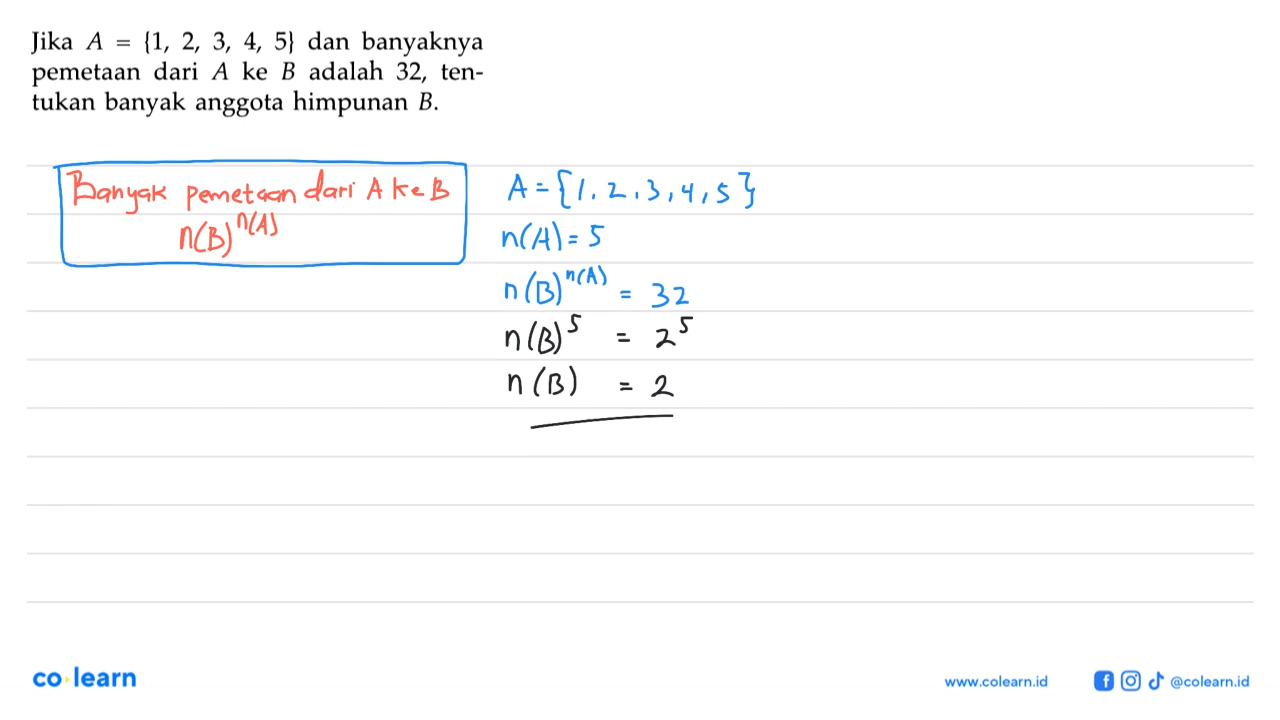 Jika A = {1, 2, 3, 4, 5} dan banyaknya
pemetaan dari A ke B adalah 32, ten-
tukan banyak anggota himpunan B.
Banyak pemetaan dari A ke B
n(B)^n(A)
A = {1, 2, 3, 4, 5}
n(A) = 5
n(B)^n(A) = 32
n(B)^5 = 2^5
n(B) = 2
co learn
www.colearn.id
@colearn.id